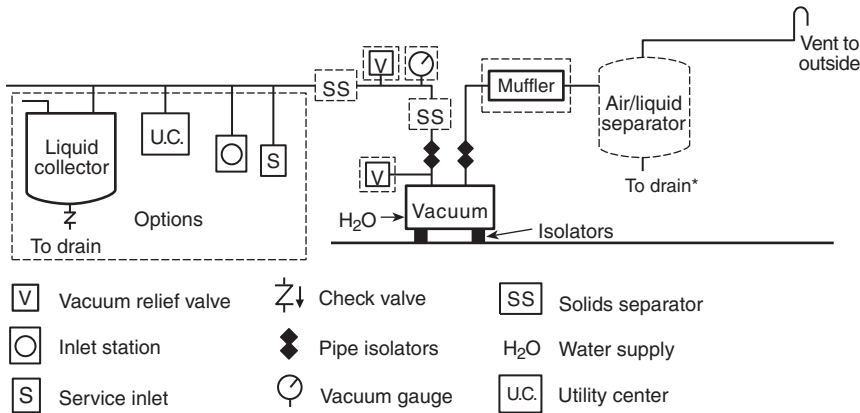 Vent to
outside
V
SS
Muffler
Air/liquid
separator
SS
U.C.
Liquid
collector
S
V
To drain*
Vacuum
H₂O
Options
Isolators
To drain
V Vacuum relief valve
Check valve
SS Solids separator
Inlet station
Pipe isolators
H₂O Water supply
S Service inlet
Vacuum gauge
U.C. Utility center